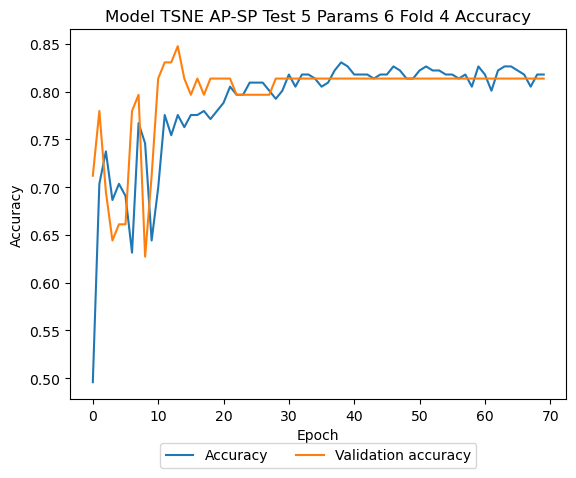 Model TSNE AP-SP Test 5 Params 6 Fold 4 Accuracy
0.85
0.80
0.75
0.70
0.65
0.60
0.55
0.50
Accuracy
0 10 20 30 40 50 60 70
Epoch
Accuracy Validation accuracy